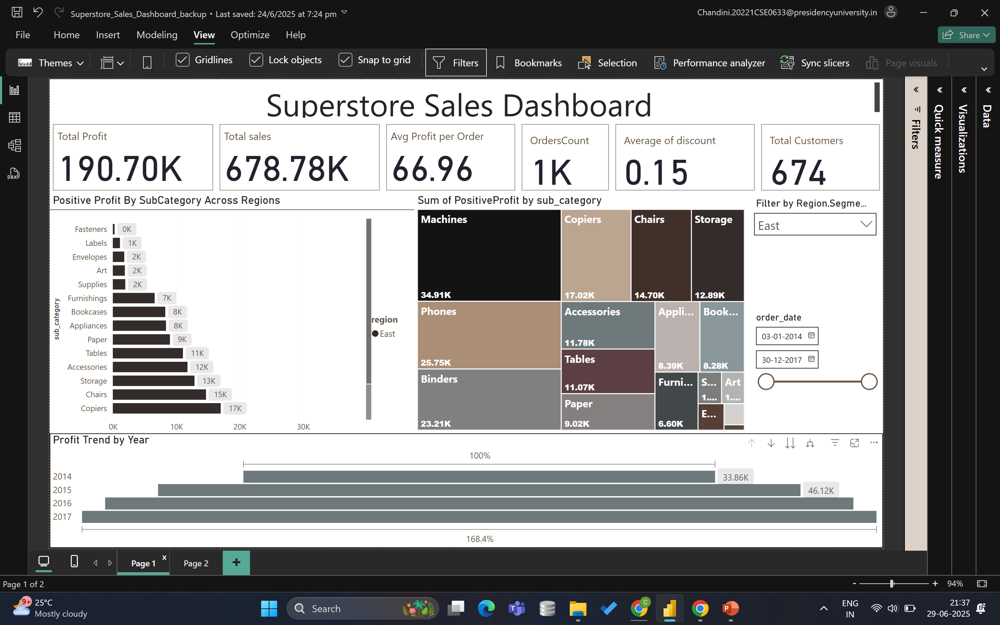 Superstore_Sales_Dashboard_backup • Last saved: 24/6/2025 at 7:24 pm
Chandini.20221CSE0633@presidencyuniversity.in
File Home Insert Modeling View Optimize Help
Share
Themes Gridlines Lock objects Snap to grid Filters Bookmarks Selection Performance analyzer Sync slicers Page visuals
DAX
Superstore Sales Dashboard
Total Profit
190.70K
Total sales
678.78K
Avg Profit per Order
66.96
OrdersCount
1K
Average of discount
0.15
Total Customers
674
Filters
Quick measure
Visualizations
Data
Positive Profit By SubCategory Across Regions
sub_category
Fasteners 0K
Labels 1K
Envelopes 2K
Art 2K
Supplies 2K
Furnishings 7K
Bookcases 8K
Appliances 8K
Paper 9K
Tables 11K
Accessories 12K
Storage 13K
Chairs 15K
Copiers 17K
0K 10K 20K 30K
region
East
Sum of PositiveProfit by sub_category
Machines
34.91K
Phones
25.75K
Binders
23.21K
Copiers
17.02K
Chairs
14.70K
Storage
12.89K
Accessories
11.78K
Tables
11.07K
Paper
9.02K
Appli...
8.39K
Book...
8.28K
Furni...
6.60K
S...
1....
Art
1....
E...
Filter by Region,Segme...
East
order_date
03-01-2014
30-12-2017
Profit Trend by Year
100%
2014 33.86K
2015 46.12K
2016
2017
168.4%
Page 1 x
Page 2
+
Page 1 of 2
- + 94%
9+
25°C
Mostly cloudy
Search
T
C
P
ENG
IN
21:37
29-06-2025